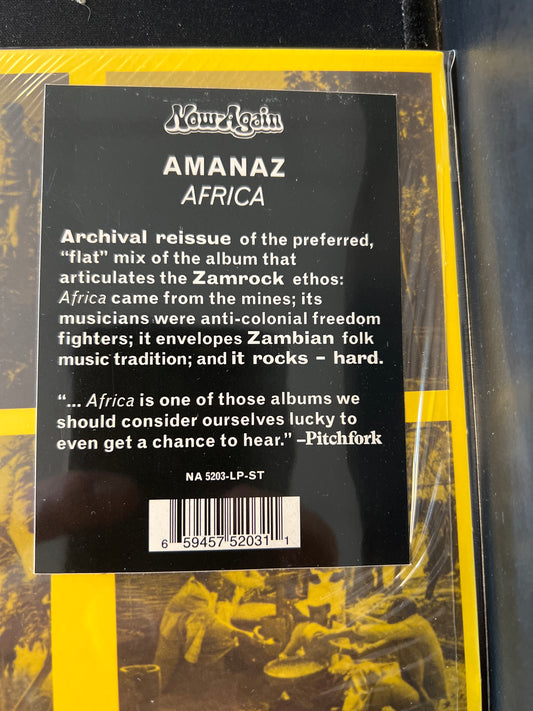 Now-Again
AMANAZ
AFRICA
Archival reissue of the preferred,
“flat” mix of the album that
articulates the Zamrock ethos:
Africa came from the mines; its
musicians were anti-colonial freedom
fighters; it envelopes Zambian folk
music tradition; and it rocks – hard.
“... Africa is one of those albums we
should consider ourselves lucky to
even get a chance to hear.” –Pitchfork
NA 5203-LP-ST
6 59457 52031 1